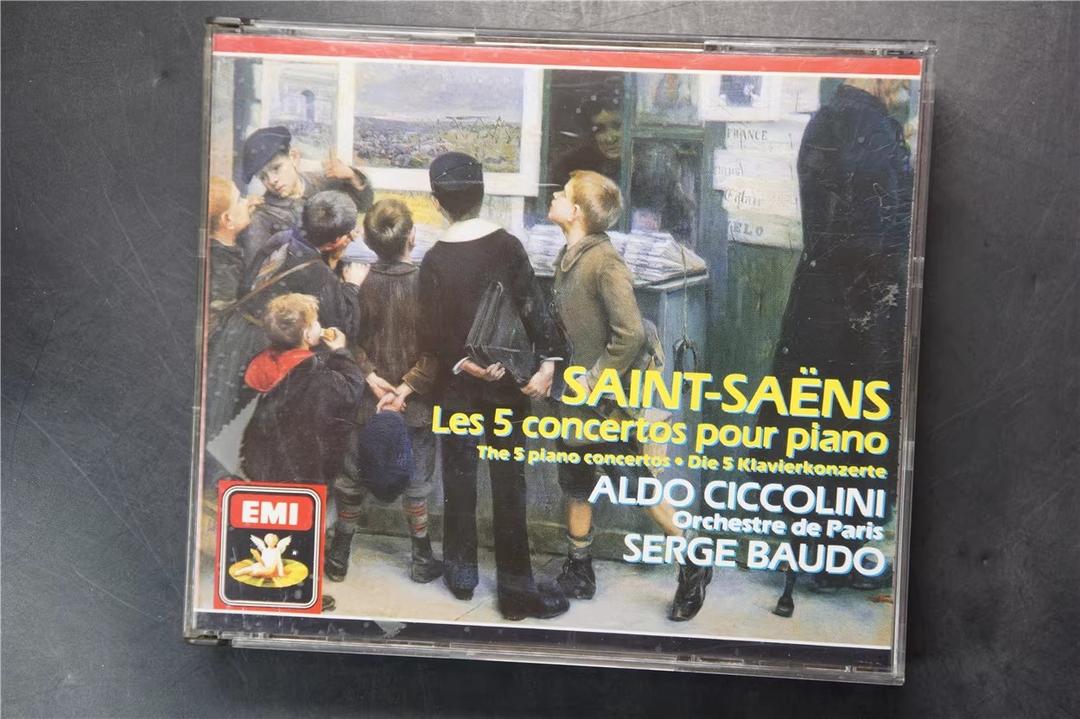 FRANCE
ELO
SAINT-SAËNS
Les 5 concertos pour piano
The 5 piano concertos • Die 5 Klavierkonzerte
ALDO CICCOLINI
Orchestre de Paris
SERGE BAUDO
EMI